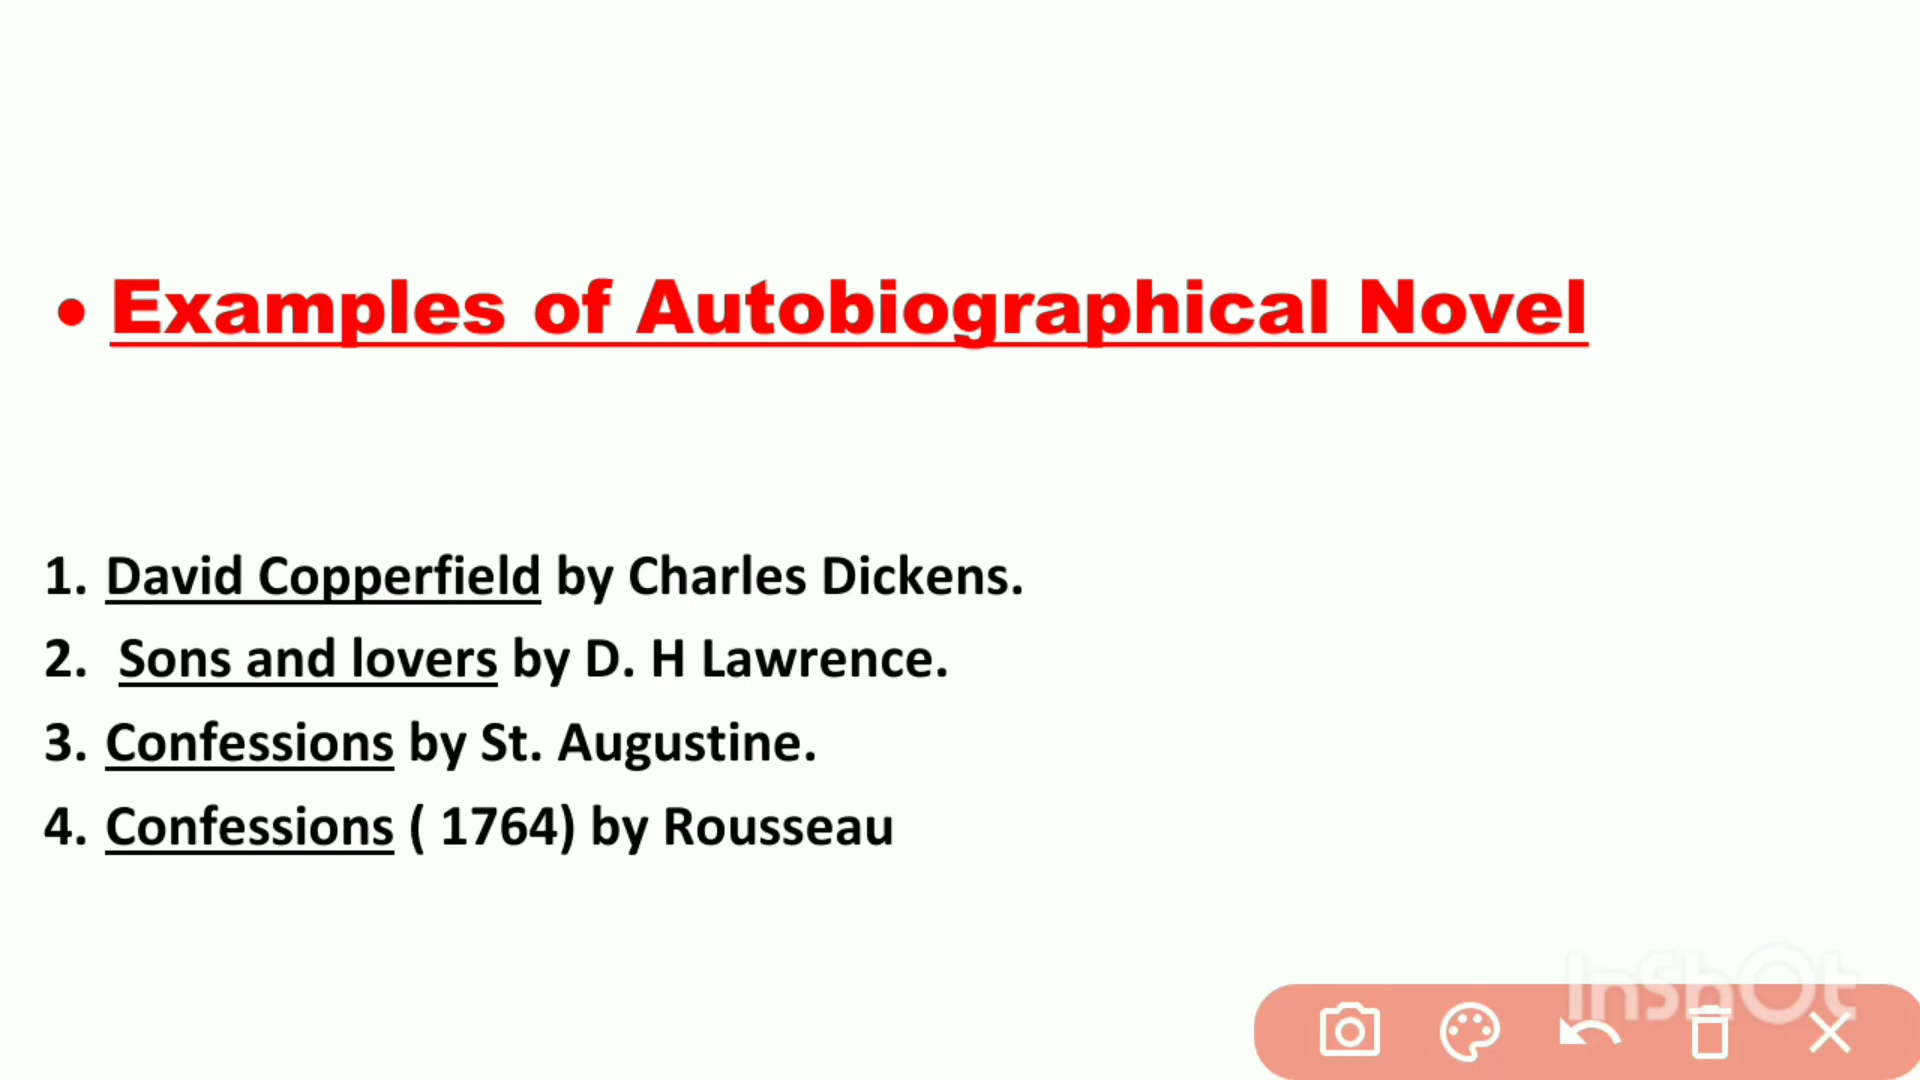 • Examples of Autobiographical Novel
1. David Copperfield by Charles Dickens.
2. Sons and lovers by D. H Lawrence.
3. Confessions by St. Augustine.
4. Confessions ( 1764) by Rousseau
InShOt